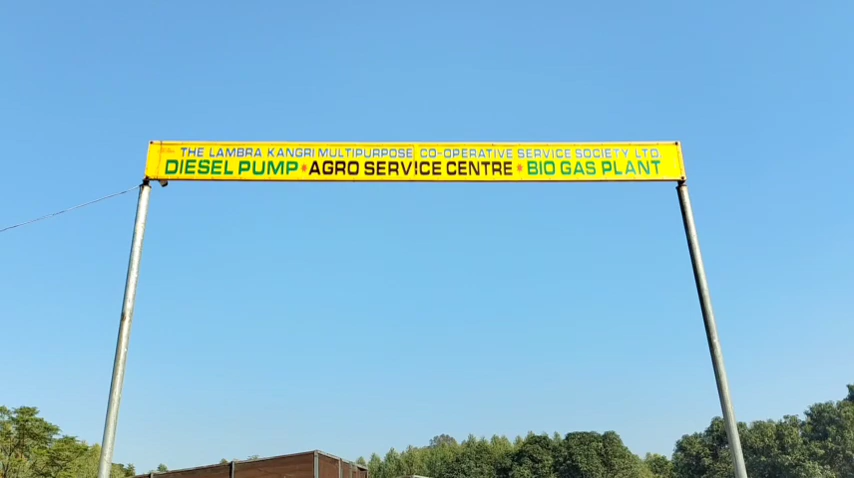 THE LAMBRA KANGRI MULTIPURPOSE CO-OPERATIVE SERVICE SOCIETY LTD
DIESEL PUMP * AGRO SERVICE CENTRE * BIO GAS PLANT